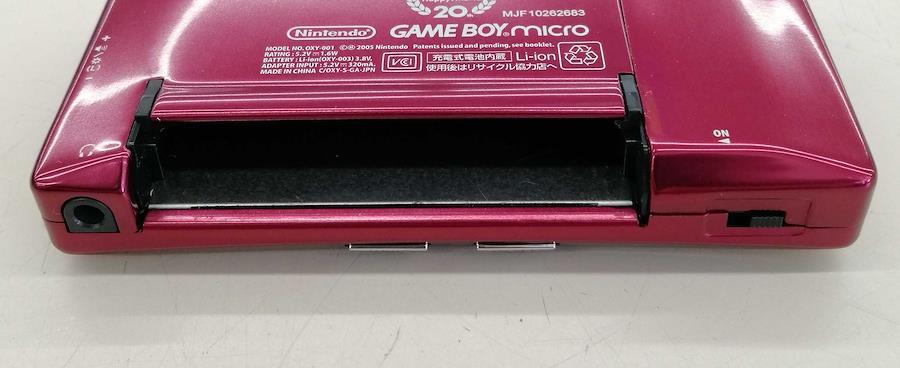 20th
MJF10262683
Nintendo GAME BOY micro
MODEL NO. OXY-001 ©®2005 Nintendo Patents issued and pending, see booklet.
RATING : 5.2V⎓1.6W
BATTERY : Li-ion(OXY-003) 3.8V,
ADAPTER INPUT : 5.2V⎓320mA.
MADE IN CHINA C/OXY-S-GA-JPN
VCI
充電式電池内蔵 Li-ion
使用後はリサイクル協力店へ
ON